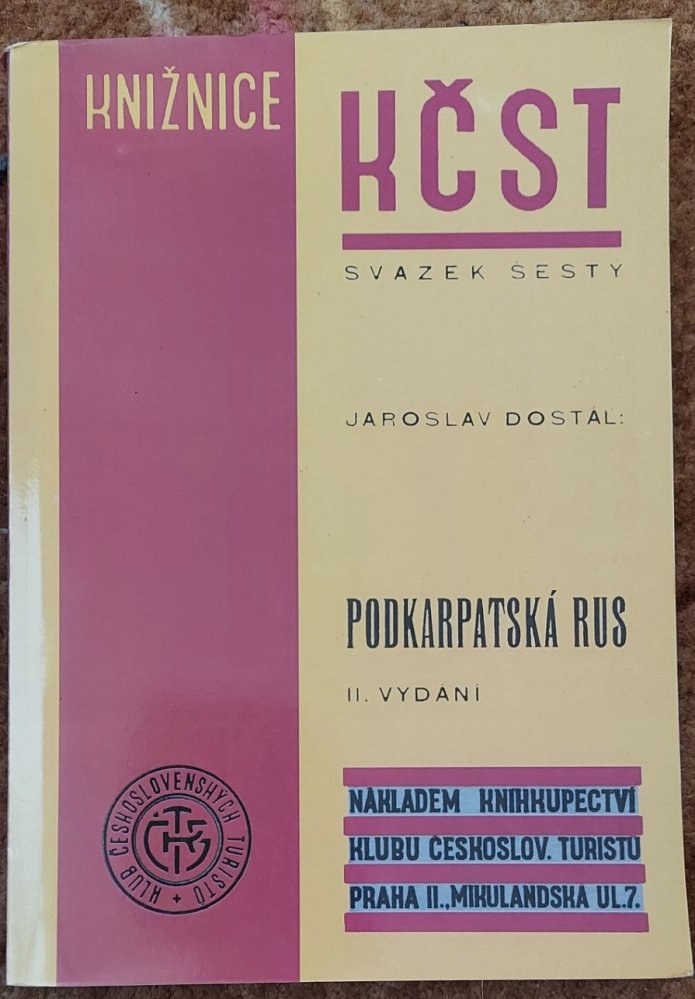 KNIŽNICE
KČST
SVAZEK ŠESTÝ
JAROSLAV DOSTÁL:
PODKARPATSKÁ RUS
II. VYDÁNÍ
NÁKLADEM KNIHKUPECTVÍ
KLUBU ČESKOSLOV. TURISTŮ
PRAHA II., MIKULANDSKÁ UL.7.
KLUB ČESKOSLOVENSKÝCH TURISTŮ +
KČST